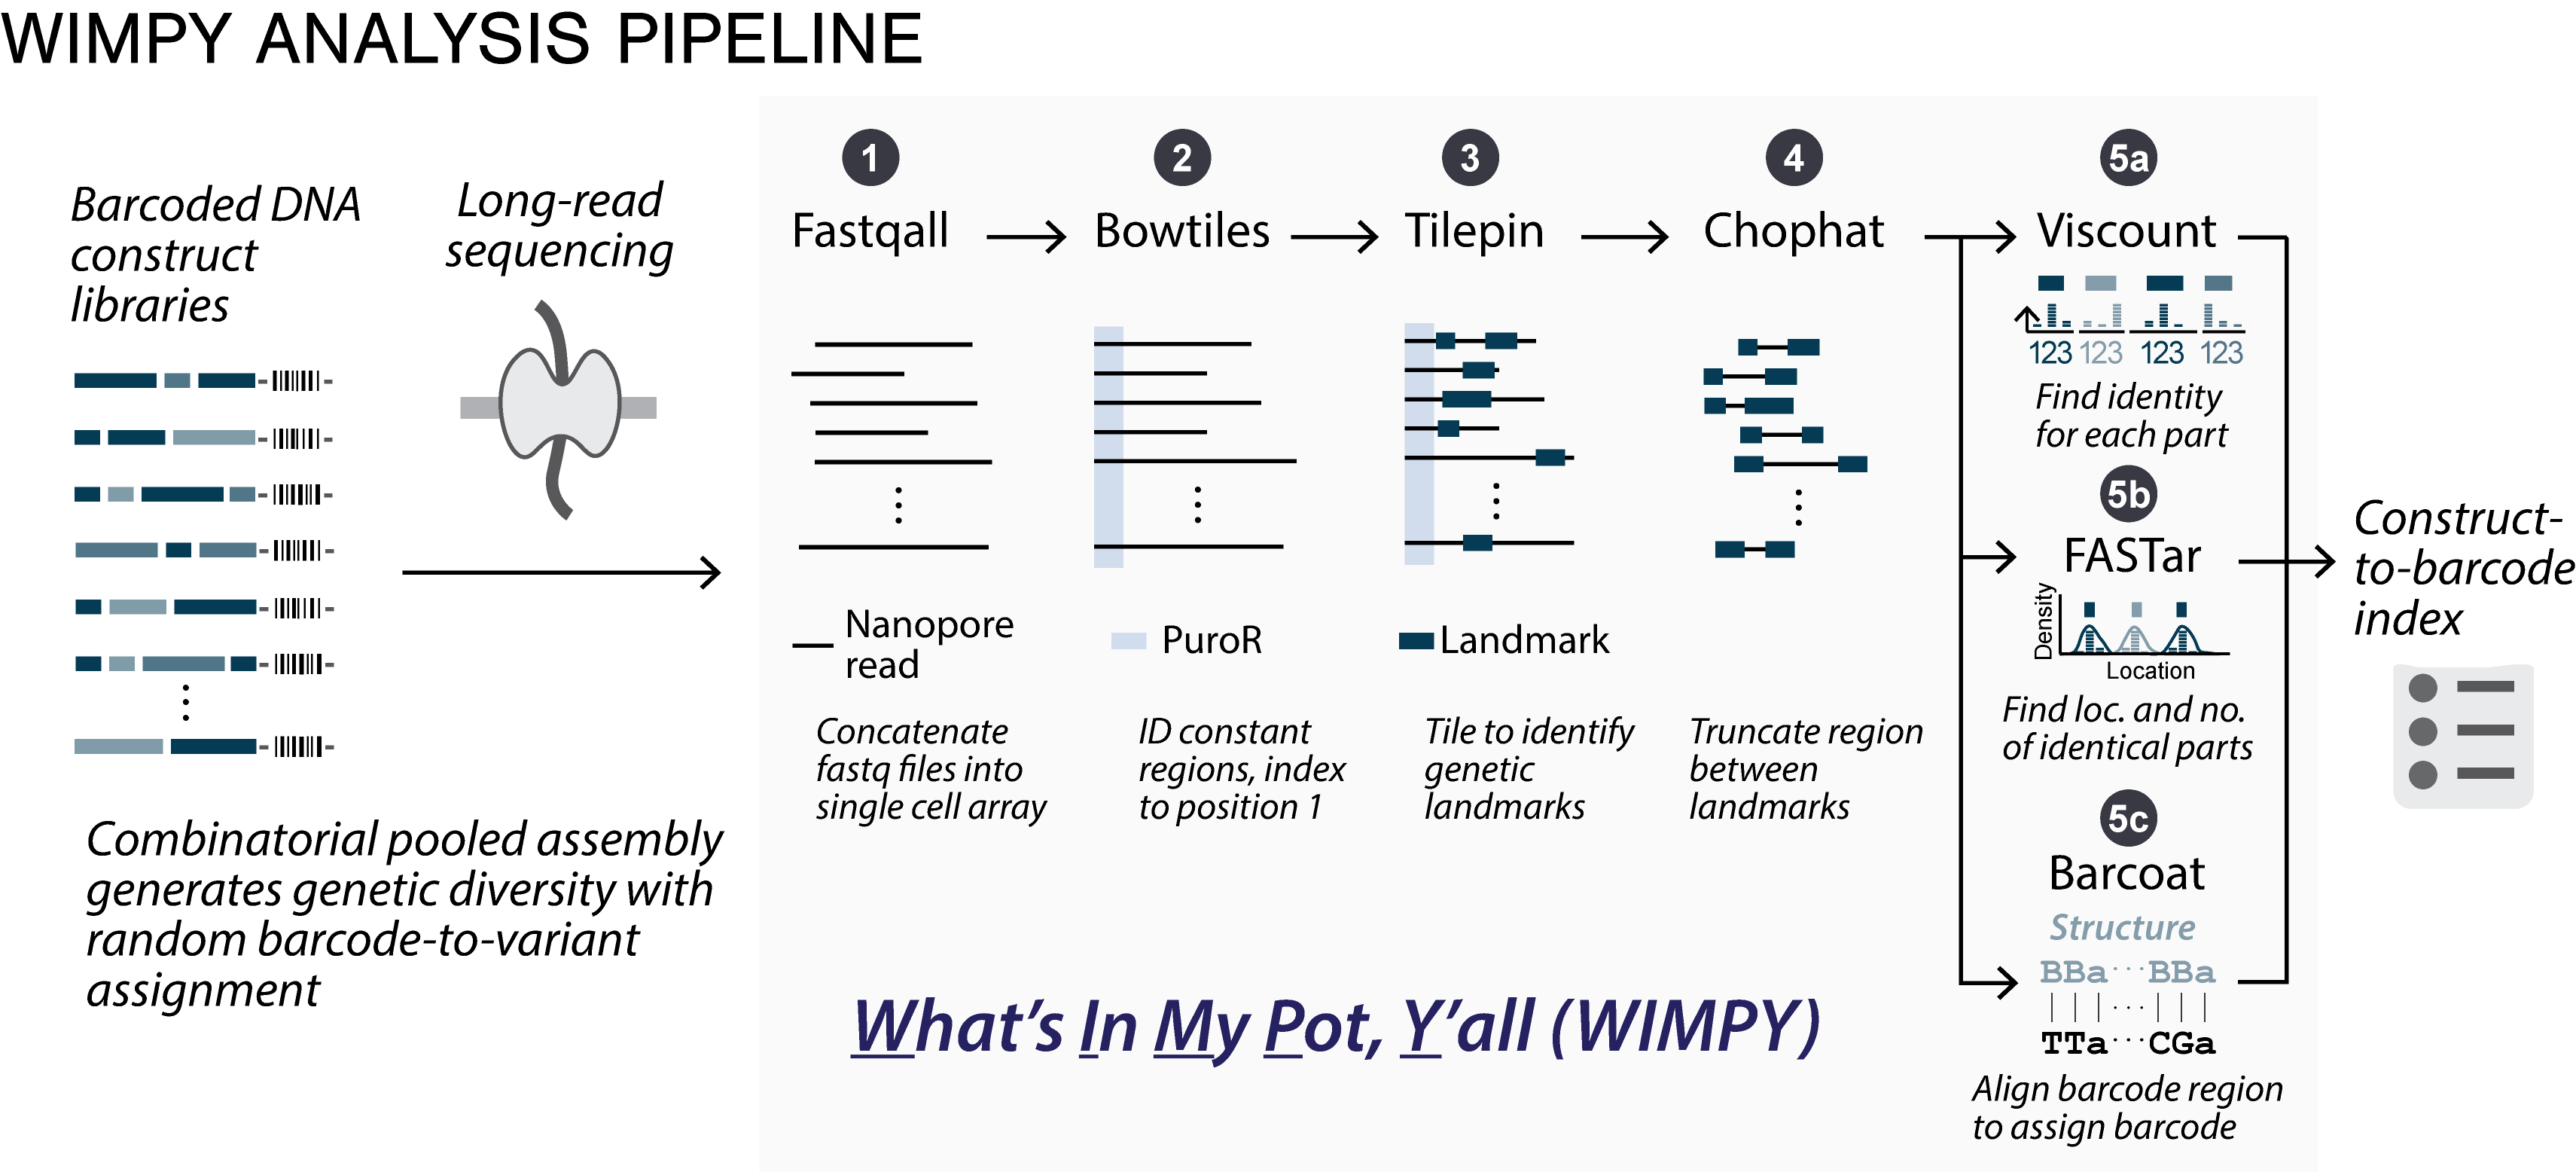 WIMPY ANALYSIS PIPELINE
Barcoded DNA
construct
libraries
Long-read
sequencing
Combinatorial pooled assembly
generates genetic diversity with
random barcode-to-variant
assignment
1
Fastqall
Nanopore
read
Concatenate
fastq files into
single cell array
2
Bowtiles
PuroR
ID constant
regions, index
to position 1
3
Tilepin
Landmark
Tile to identify
genetic
landmarks
4
Chophat
Truncate region
between
landmarks
5a
Viscount
123 123 123 123
Find identity
for each part
5b
FASTar
Density
Location
Find loc. and no.
of identical parts
5c
Barcoat
Structure
BBa···BBa
TTa···CGa
Align barcode region
to assign barcode
What's In My Pot, Y'all (WIMPY)
Construct-
to-barcode
index